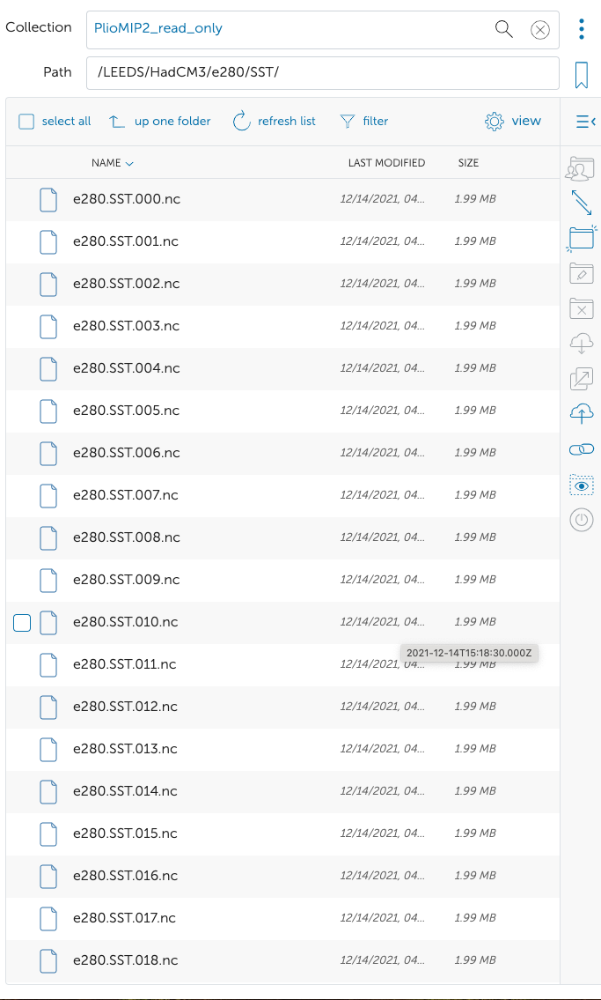 Collection PlioMIP2_read_only
Path /LEEDS/HadCM3/e280/SST/
select all up one folder refresh list filter view
NAME LAST MODIFIED SIZE
e280.SST.000.nc 12/14/2021, 04... 1.99 MB
e280.SST.001.nc 12/14/2021, 04... 1.99 MB
e280.SST.002.nc 12/14/2021, 04... 1.99 MB
e280.SST.003.nc 12/14/2021, 04... 1.99 MB
e280.SST.004.nc 12/14/2021, 04... 1.99 MB
e280.SST.005.nc 12/14/2021, 04... 1.99 MB
e280.SST.006.nc 12/14/2021, 04... 1.99 MB
e280.SST.007.nc 12/14/2021, 04... 1.99 MB
e280.SST.008.nc 12/14/2021, 04... 1.99 MB
e280.SST.009.nc 12/14/2021, 04... 1.99 MB
e280.SST.010.nc 12/14/2021, 04... 1.99 MB
2021-12-14T15:18:30.000Z
e280.SST.011.nc 12/14/2021, 04... 1.99 MB
e280.SST.012.nc 12/14/2021, 04... 1.99 MB
e280.SST.013.nc 12/14/2021, 04... 1.99 MB
e280.SST.014.nc 12/14/2021, 04... 1.99 MB
e280.SST.015.nc 12/14/2021, 04... 1.99 MB
e280.SST.016.nc 12/14/2021, 04... 1.99 MB
e280.SST.017.nc 12/14/2021, 04... 1.99 MB
e280.SST.018.nc 12/14/2021, 04... 1.99 MB